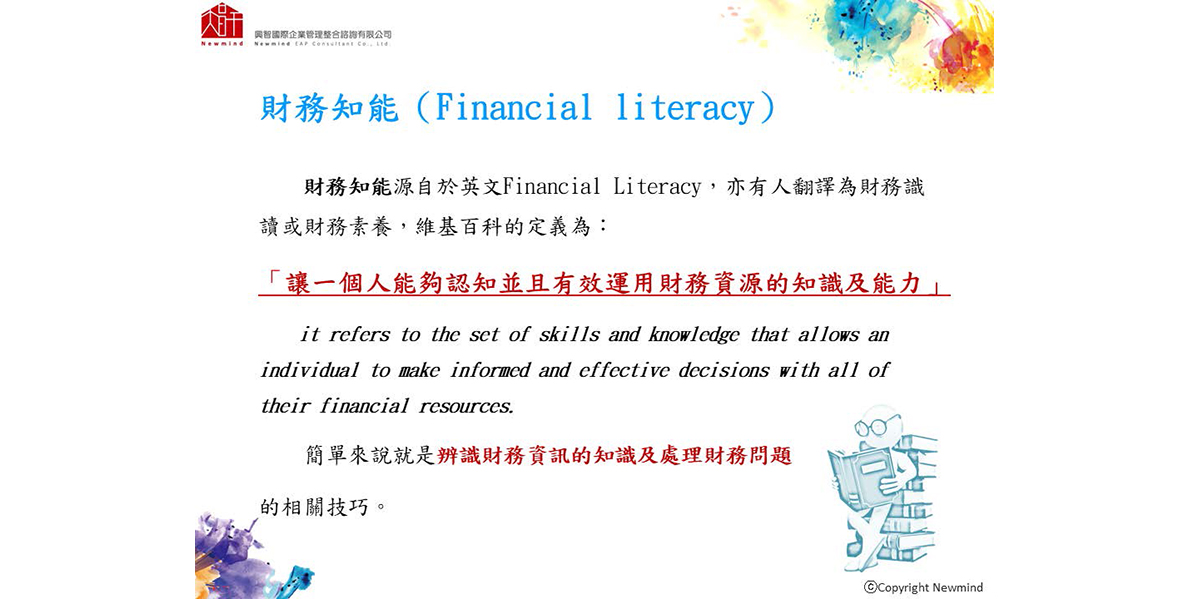 Newmind
興智國際企業管理整合諮詢有限公司
Newmind EAP Consultant Co., Ltd.
財務知能（Financial literacy）
財務知能源自於英文Financial Literacy，亦有人翻譯為財務識
讀或財務素養，維基百科的定義為：
「讓一個人能夠認知並且有效運用財務資源的知識及能力」
it refers to the set of skills and knowledge that allows an
individual to make informed and effective decisions with all of
their financial resources.
簡單來說就是辨識財務資訊的知識及處理財務問題
的相關技巧。
ⓒCopyright Newmind